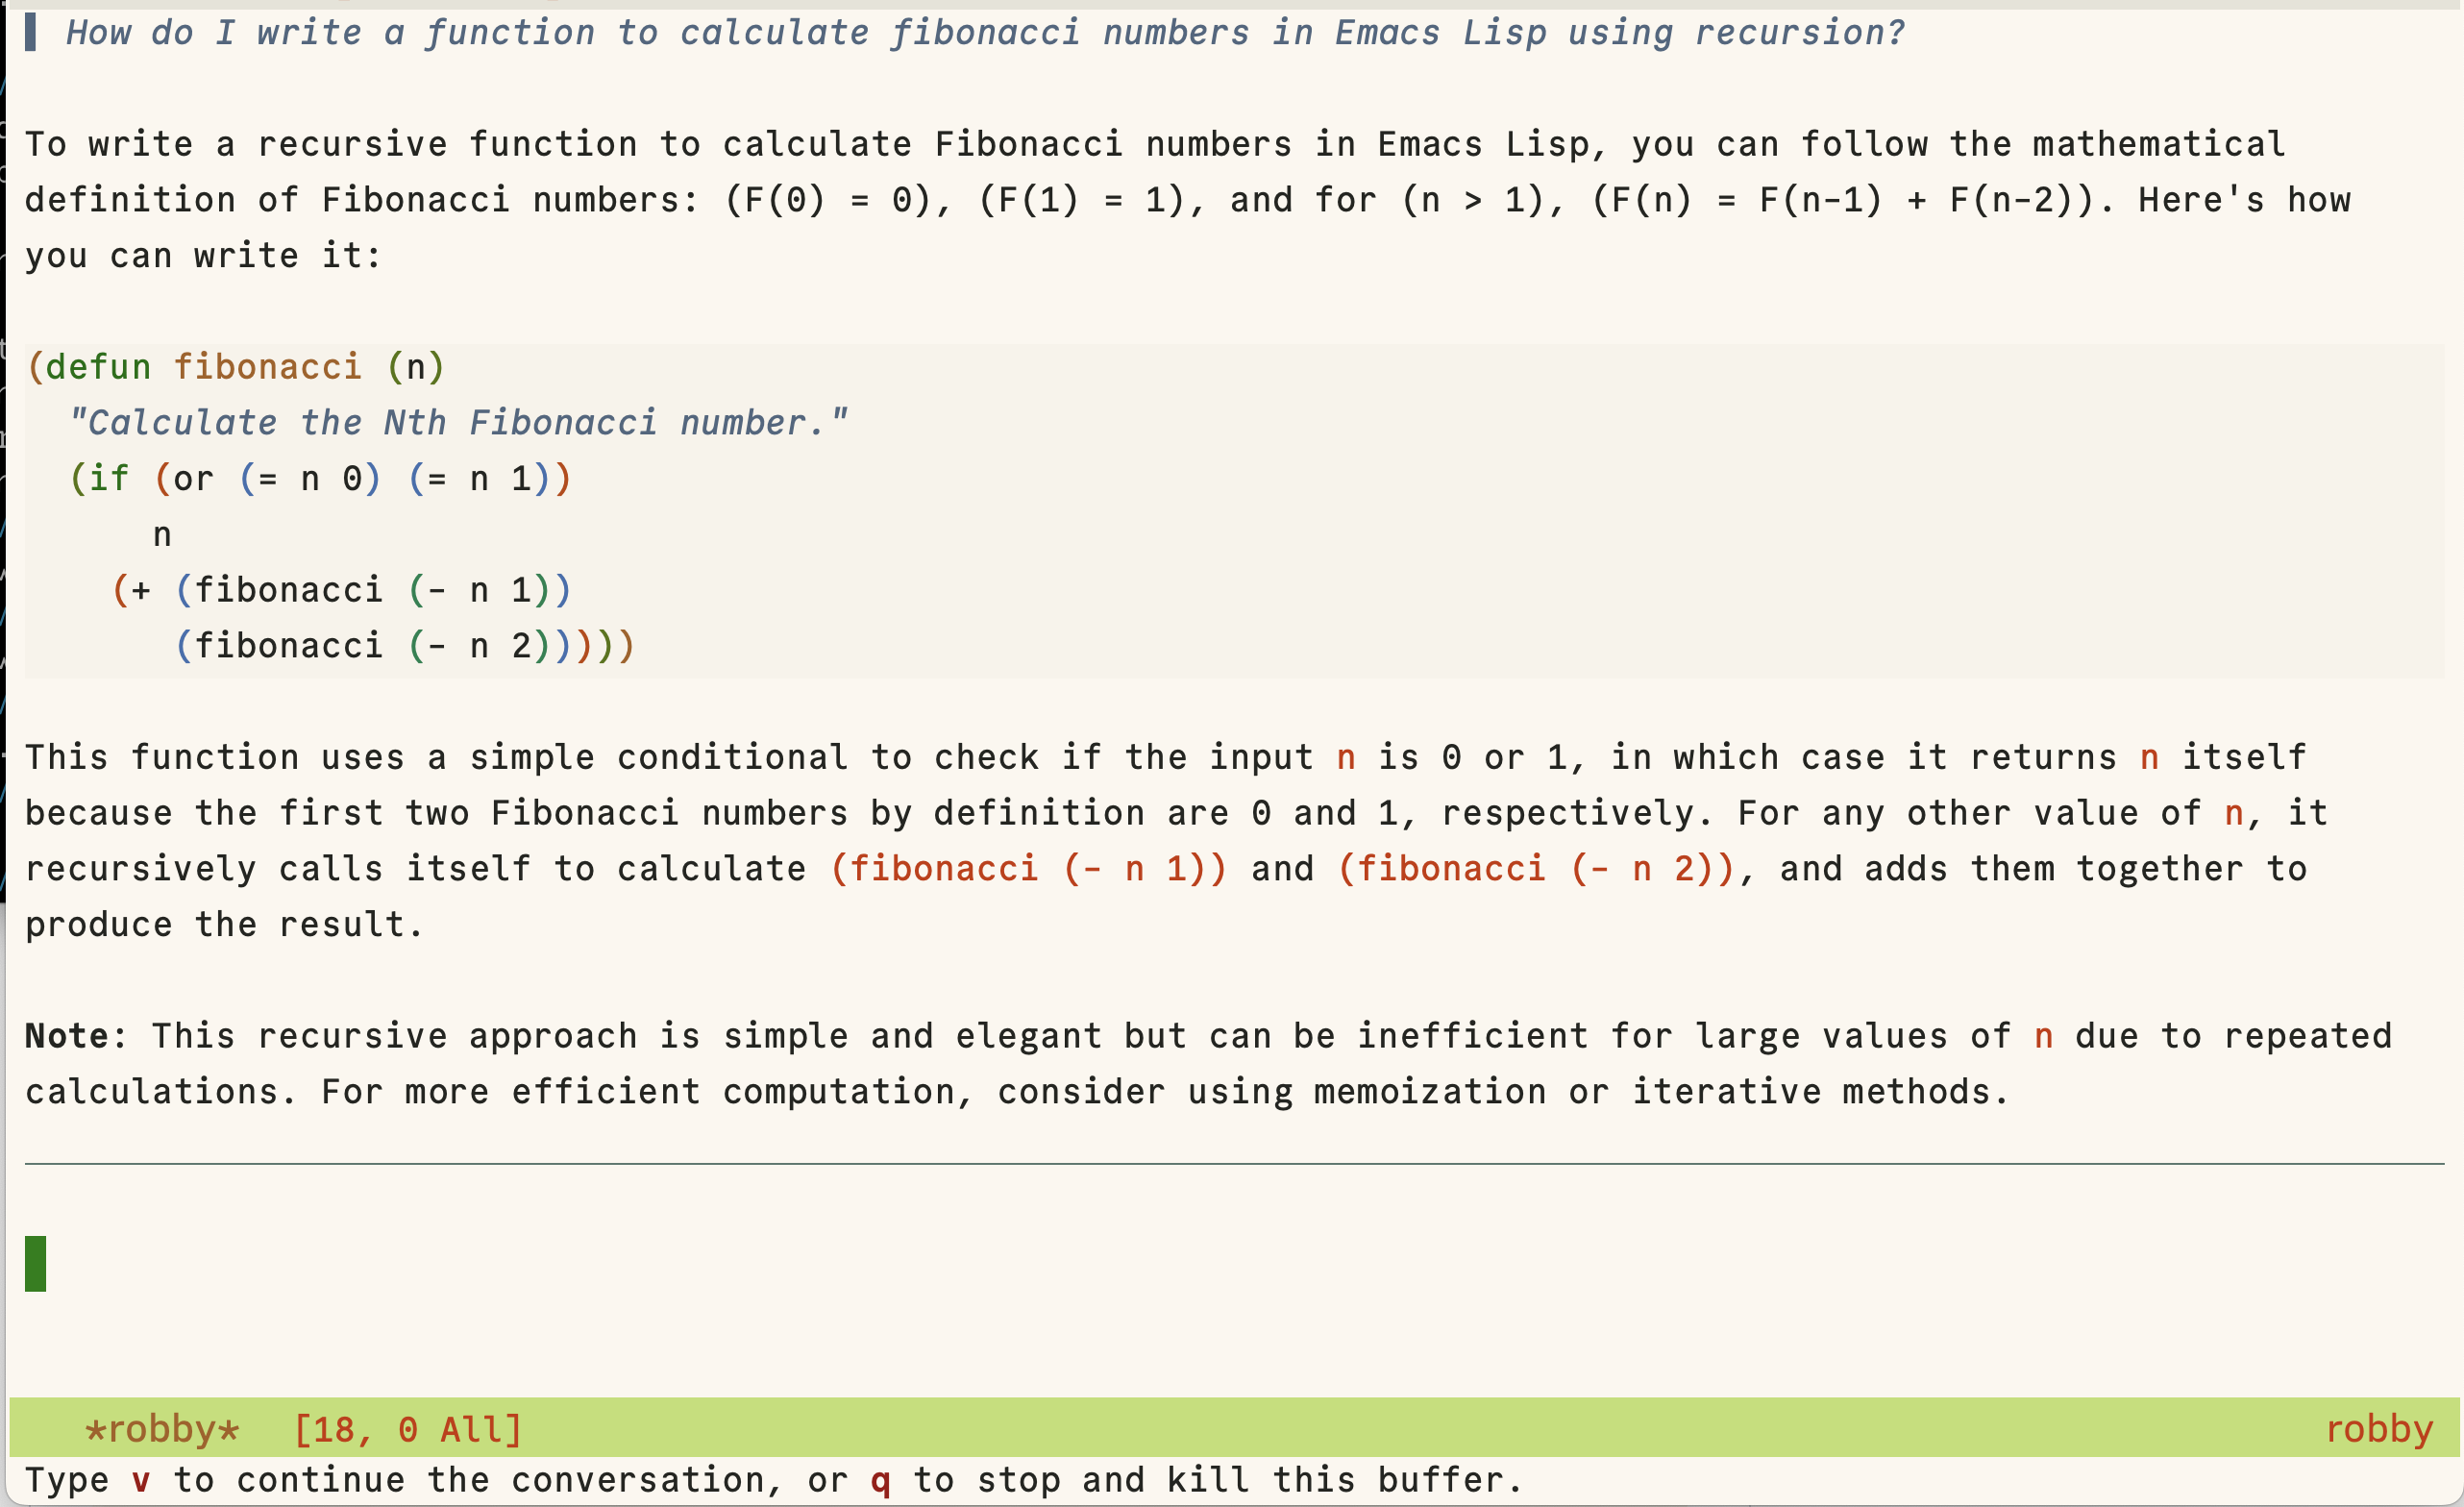 How do I write a function to calculate fibonacci numbers in Emacs Lisp using recursion?
To write a recursive function to calculate Fibonacci numbers in Emacs Lisp, you can follow the mathematical
definition of Fibonacci numbers: (F(0) = 0), (F(1) = 1), and for (n > 1), (F(n) = F(n-1) + F(n-2)). Here's how
you can write it:
(defun fibonacci (n)
  "Calculate the Nth Fibonacci number."
  (if (or (= n 0) (= n 1))
      n
    (+ (fibonacci (- n 1))
       (fibonacci (- n 2)))))
This function uses a simple conditional to check if the input n is 0 or 1, in which case it returns n itself
because the first two Fibonacci numbers by definition are 0 and 1, respectively. For any other value of n, it
recursively calls itself to calculate (fibonacci (- n 1)) and (fibonacci (- n 2)), and adds them together to
produce the result.
Note: This recursive approach is simple and elegant but can be inefficient for large values of n due to repeated
calculations. For more efficient computation, consider using memoization or iterative methods.
*robby* [18, 0 All] robby
Type v to continue the conversation, or q to stop and kill this buffer.